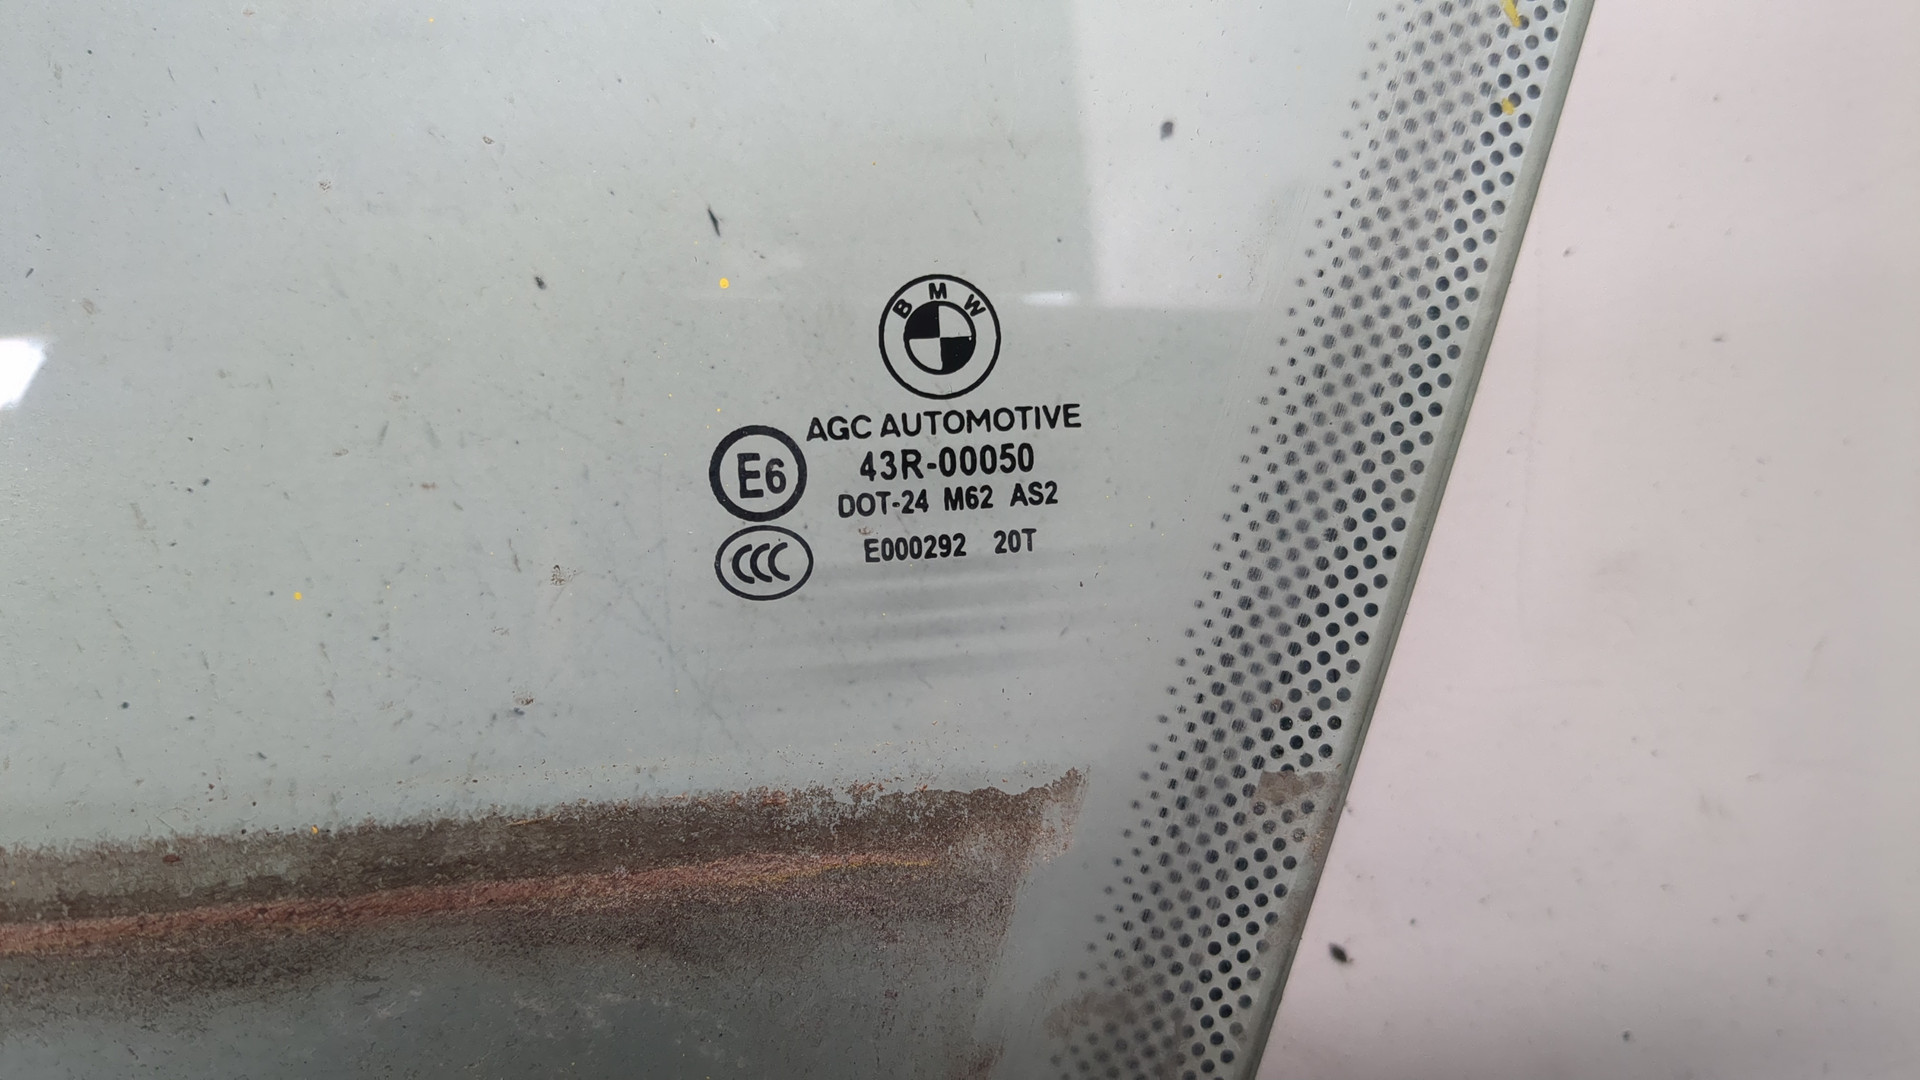 BMW
AGC AUTOMOTIVE
E6 43R-00050
DOT-24 M62 AS2
CCC E000292 20T